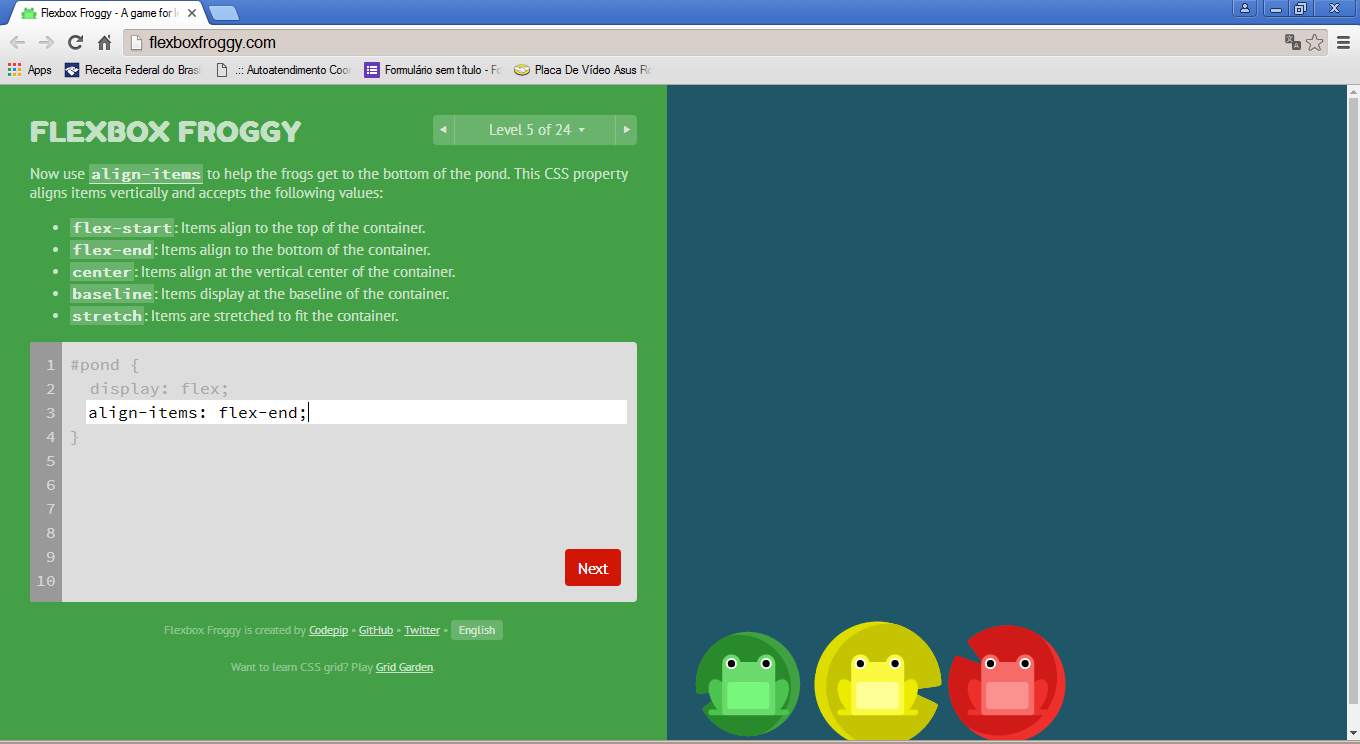 Flexbox Froggy - A game for l
flexboxfroggy.com
Apps
Receita Federal do Brasi
.:: Autoatendimento Coor
Formulário sem título - Fo
Placa De Vídeo Asus Ro
FLEXBOX FROGGY
Level 5 of 24
Now use align-items to help the frogs get to the bottom of the pond. This CSS property
aligns items vertically and accepts the following values:
• flex-start: Items align to the top of the container.
• flex-end: Items align to the bottom of the container.
• center: Items align at the vertical center of the container.
• baseline: Items display at the baseline of the container.
• stretch: Items are stretched to fit the container.
1 #pond {
2 display: flex;
3 align-items: flex-end;
4 }
5
6
7
8
9
10
Next
Flexbox Froggy is created by Codepip • GitHub • Twitter • English
Want to learn CSS grid? Play Grid Garden.